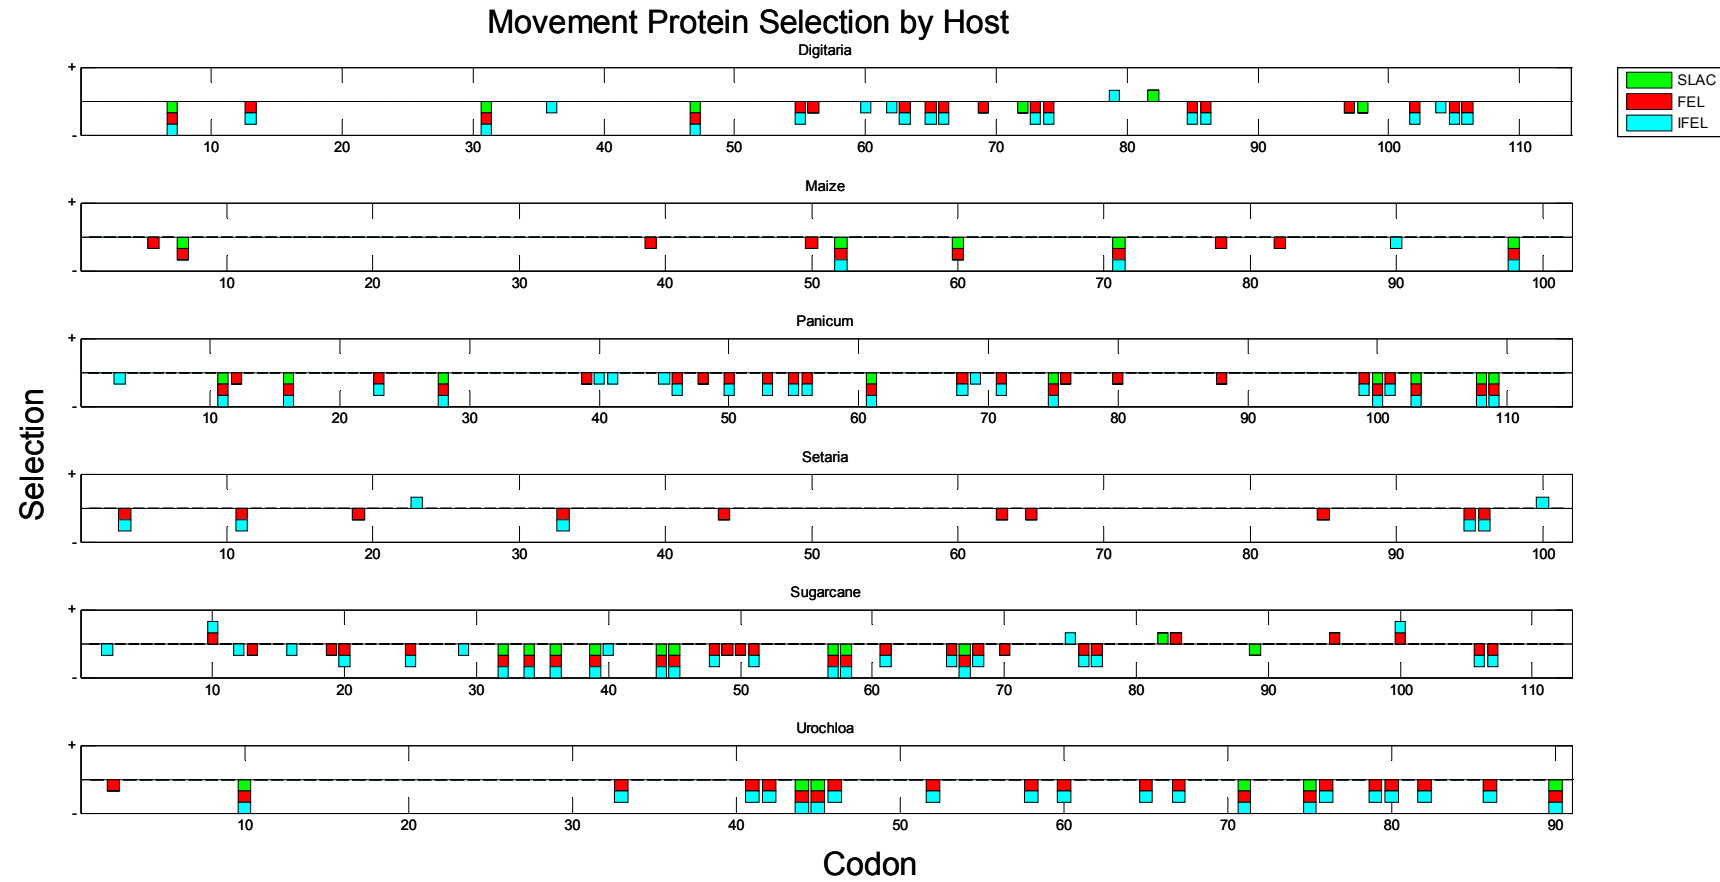 Movement Protein Selection by Host
Digitaria
+
-
10 20 30 40 50 60 70 80 90 100 110
SLAC
FEL
IFEL
Maize
+
-
10 20 30 40 50 60 70 80 90 100
Panicum
+
-
10 20 30 40 50 60 70 80 90 100 110
Selection
Setaria
+
-
10 20 30 40 50 60 70 80 90 100
Sugarcane
+
-
10 20 30 40 50 60 70 80 90 100 110
Urochloa
+
-
10 20 30 40 50 60 70 80 90
Codon